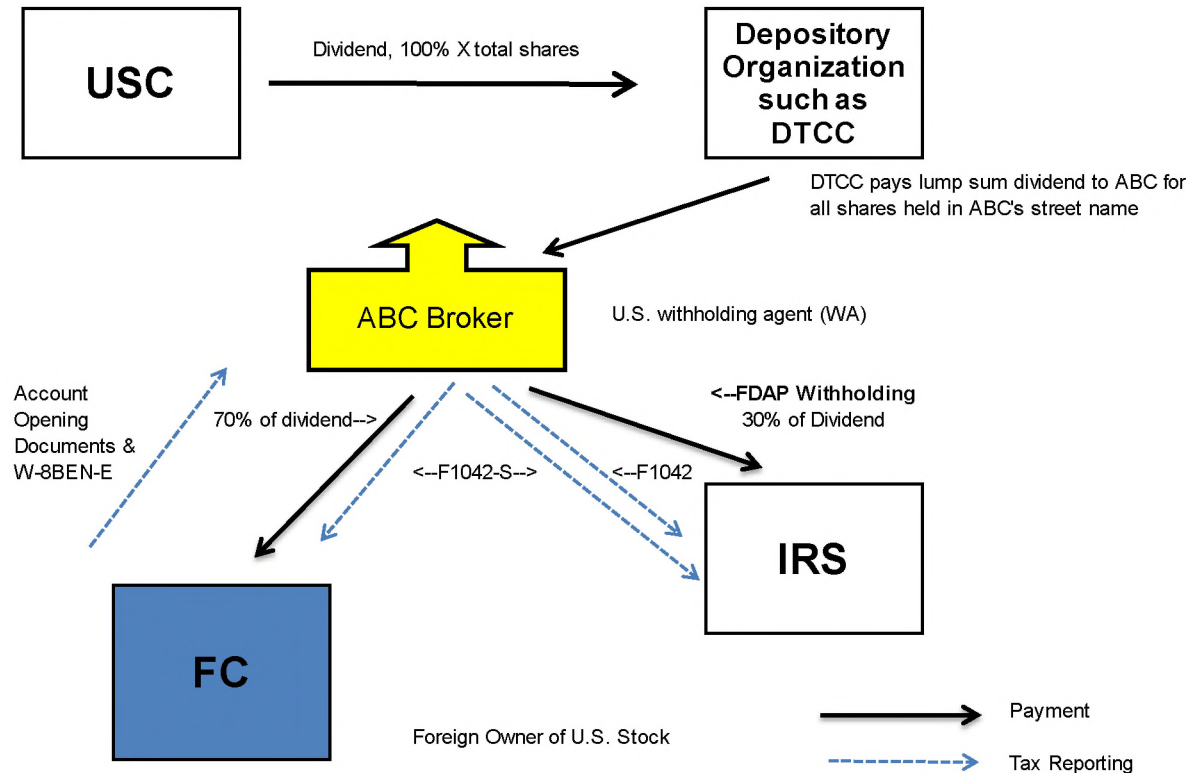 USC
Dividend, 100% X total shares
Depository
Organization
such as
DTCC
DTCC pays lump sum dividend to ABC for
all shares held in ABC's street name
ABC Broker
U.S. withholding agent (WA)
Account
Opening
Documents &
W-8BEN-E
70% of dividend-->
<--FDAP Withholding
30% of Dividend
<--F1042-S-->
<--F1042
IRS
FC
Foreign Owner of U.S. Stock
Payment
Tax Reporting